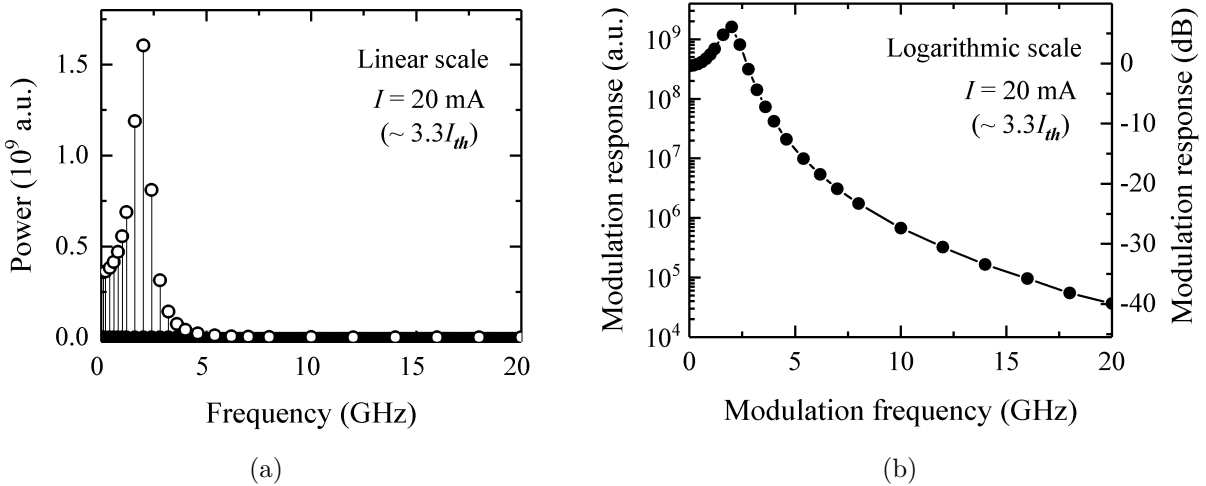 Power (10⁹ a.u.)
1.5
1.0
0.5
0.0
Linear scale
I = 20 mA
(~ 3.3Ith)
0 5 10 15 20
Frequency (GHz)
(a)
Modulation response (a.u.)
10⁹
10⁸
10⁷
10⁶
10⁵
10⁴
Logarithmic scale
I = 20 mA
(~ 3.3Ith)
0
-10
-20
-30
-40
Modulation response (dB)
0 5 10 15 20
Modulation frequency (GHz)
(b)